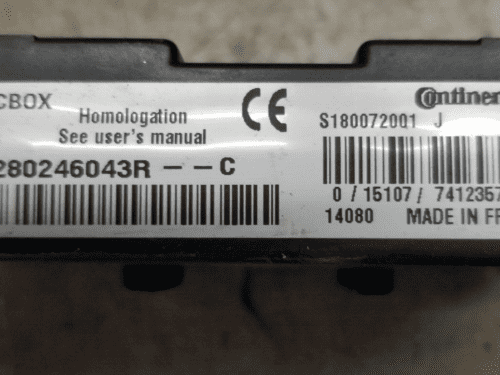 CBOX
Homologation
See user's manual
CE
280246043R – – C
Continen
S180072001 J
0 / 15107 / 7412357
14080 MADE IN FR